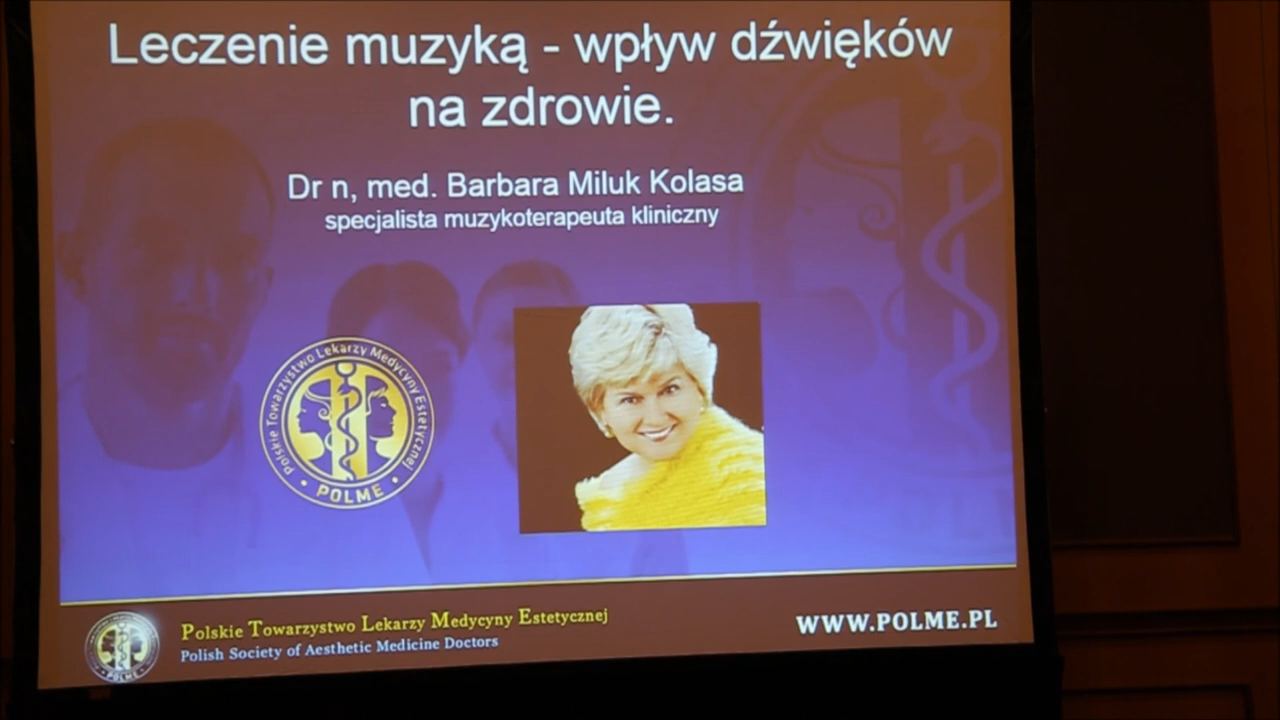 Leczenie muzyką - wpływ dźwięków
na zdrowie.
Dr n, med. Barbara Miluk Kolasa
specjalista muzykoterapeuta kliniczny
Polskie Towarzystwo Lekarzy Medycyny Estetycznej
• POLME •
Polskie Towarzystwo Lekarzy Medycyny Estetycznej
Polish Society of Aesthetic Medicine Doctors
POLME
WWW.POLME.PL